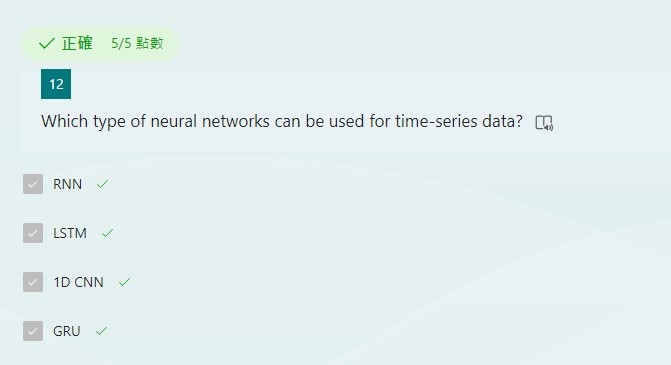 正確 5/5 點數
12
Which type of neural networks can be used for time-series data?
RNN
LSTM
1D CNN
GRU